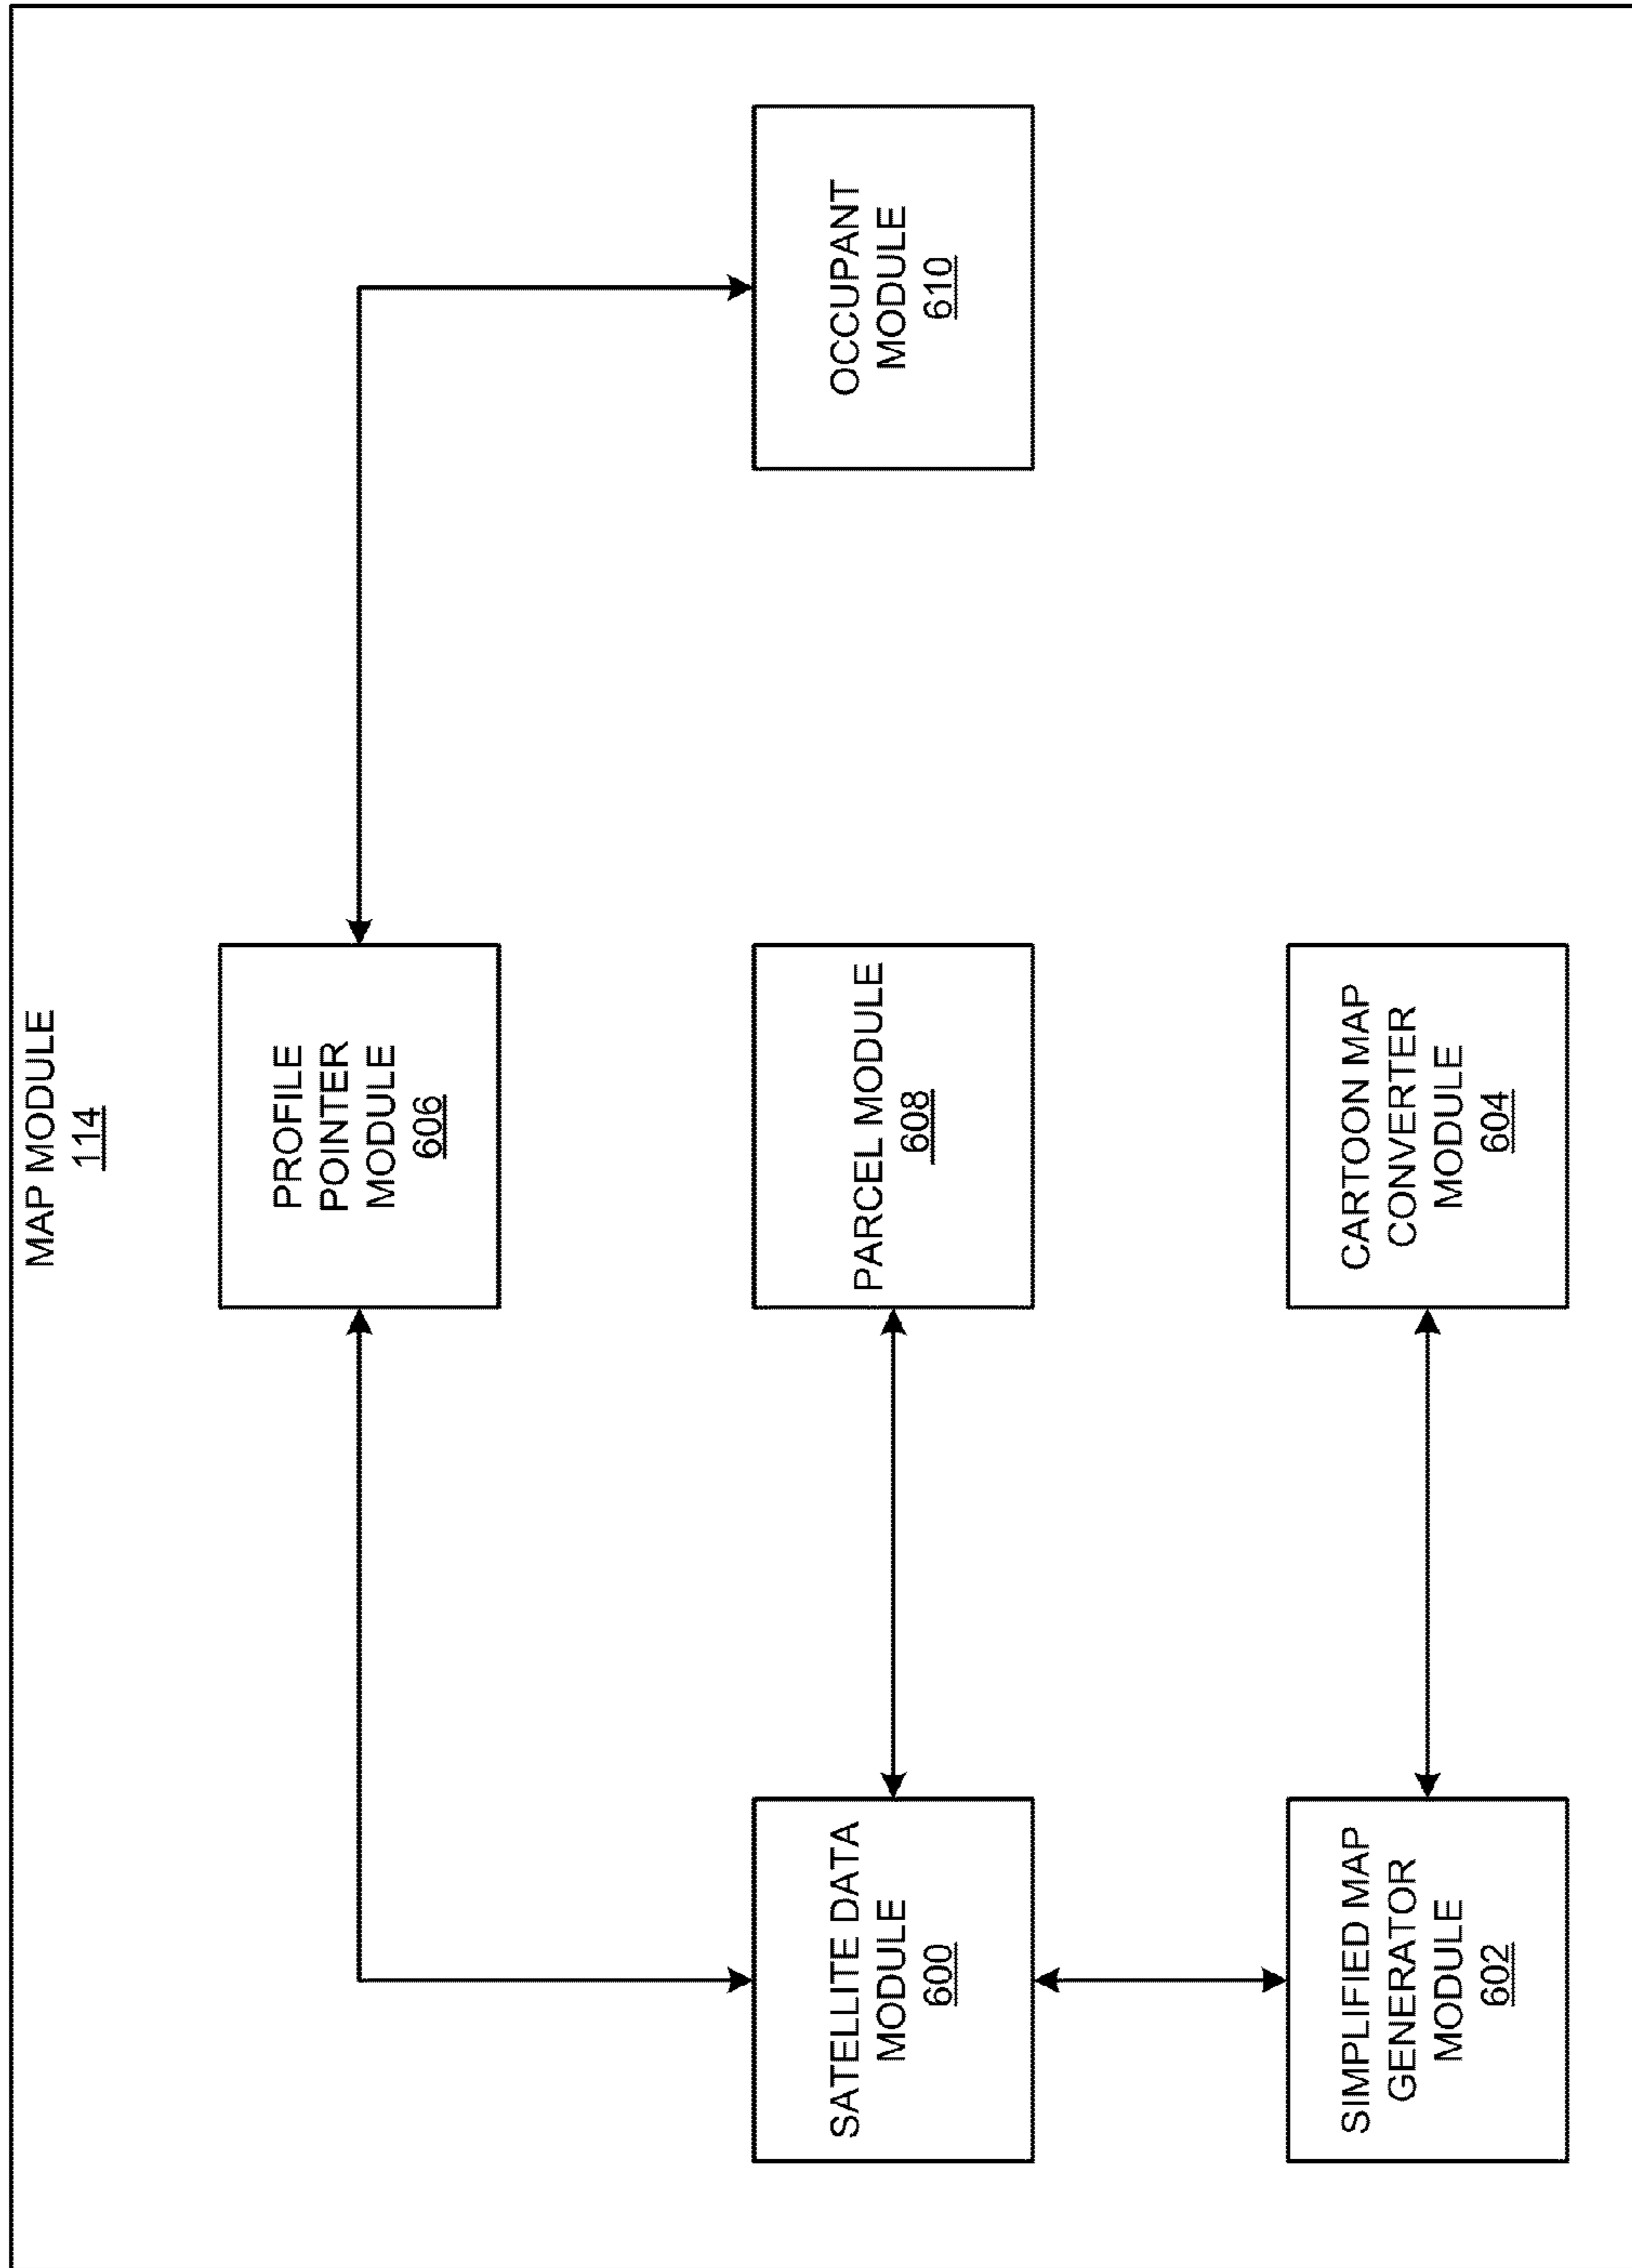 MAP MODULE
114
PROFILE
POINTER
MODULE
606
SATELLITE DATA
MODULE
600
PARCEL MODULE
608
OCCUPANT
MODULE
610
SIMPLIFIED MAP
GENERATOR
MODULE
602
CARTOON MAP
CONVERTER
MODULE
604